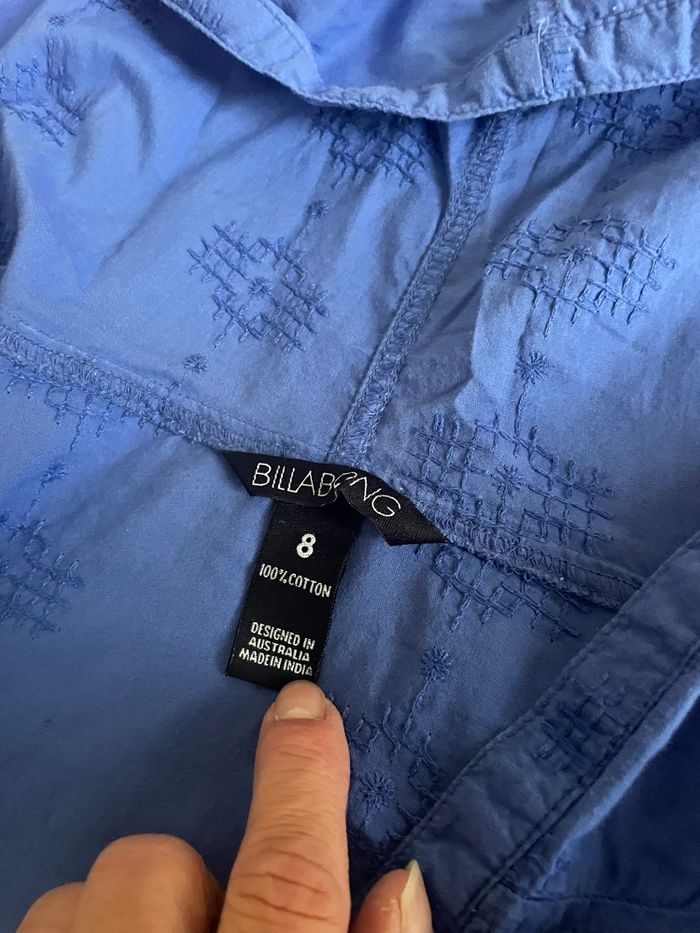 BILLABONG
8
100% COTTON
DESIGNED IN
AUSTRALIA
MADE IN INDIA